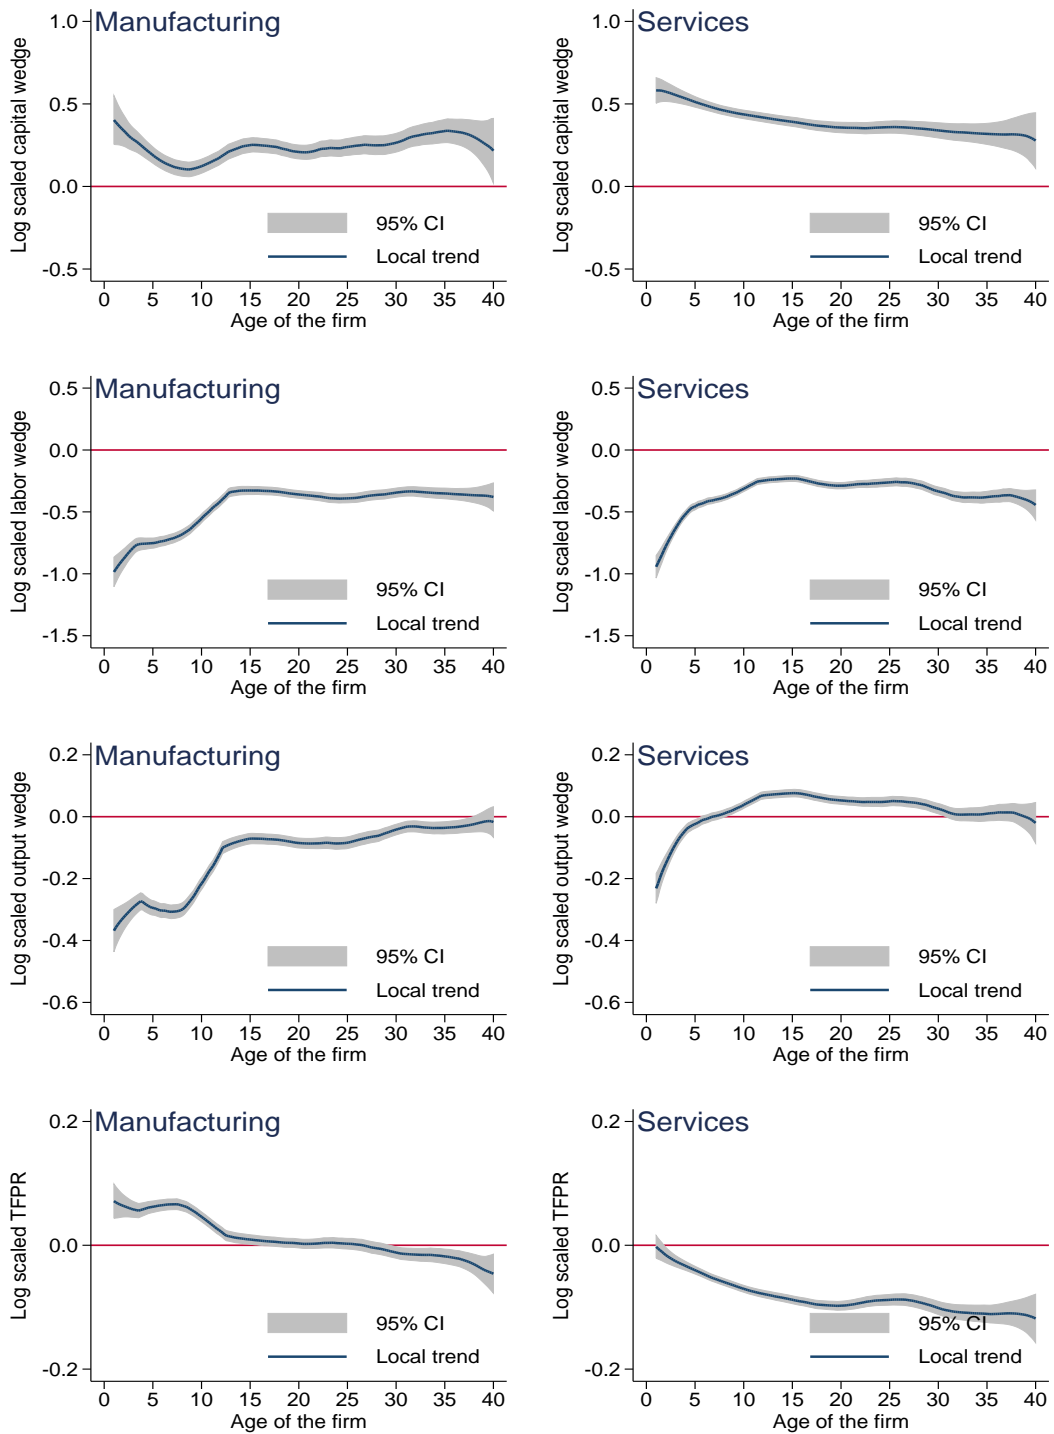 Manufacturing
Log scaled capital wedge
1.0
0.5
0.0
-0.5
95% CI
Local trend
0 5 10 15 20 25 30 35 40
Age of the firm
Services
Log scaled capital wedge
1.0
0.5
0.0
-0.5
95% CI
Local trend
0 5 10 15 20 25 30 35 40
Age of the firm
Manufacturing
Log scaled labor wedge
0.5
0.0
-0.5
-1.0
-1.5
95% CI
Local trend
0 5 10 15 20 25 30 35 40
Age of the firm
Services
Log scaled labor wedge
0.5
0.0
-0.5
-1.0
-1.5
95% CI
Local trend
0 5 10 15 20 25 30 35 40
Age of the firm
Manufacturing
Log scaled output wedge
0.2
0.0
-0.2
-0.4
-0.6
95% CI
Local trend
0 5 10 15 20 25 30 35 40
Age of the firm
Services
Log scaled output wedge
0.2
0.0
-0.2
-0.4
-0.6
95% CI
Local trend
0 5 10 15 20 25 30 35 40
Age of the firm
Manufacturing
Log scaled TFPR
0.2
0.0
-0.2
95% CI
Local trend
0 5 10 15 20 25 30 35 40
Age of the firm
Services
Log scaled TFPR
0.2
0.0
-0.2
95% CI
Local trend
0 5 10 15 20 25 30 35 40
Age of the firm